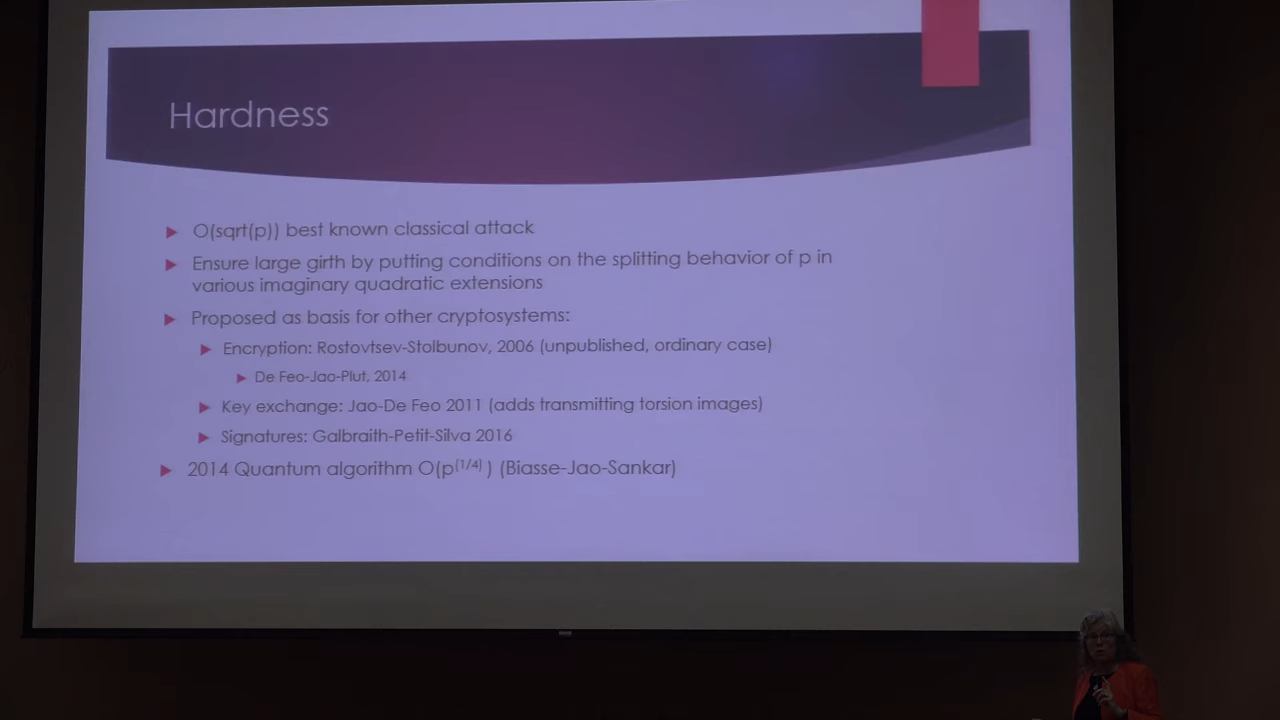 Hardness
O(sqrt(p)) best known classical attack
Ensure large girth by putting conditions on the splitting behavior of p in
various imaginary quadratic extensions
Proposed as basis for other cryptosystems:
Encryption: Rostovtsev-Stolbunov, 2006 (unpublished, ordinary case)
De Feo-Jao-Plut, 2014
Key exchange: Jao-De Feo 2011 (adds transmitting torsion images)
Signatures: Galbraith-Petit-Silva 2016
2014 Quantum algorithm O(p^(1/4) ) (Biasse-Jao-Sankar)